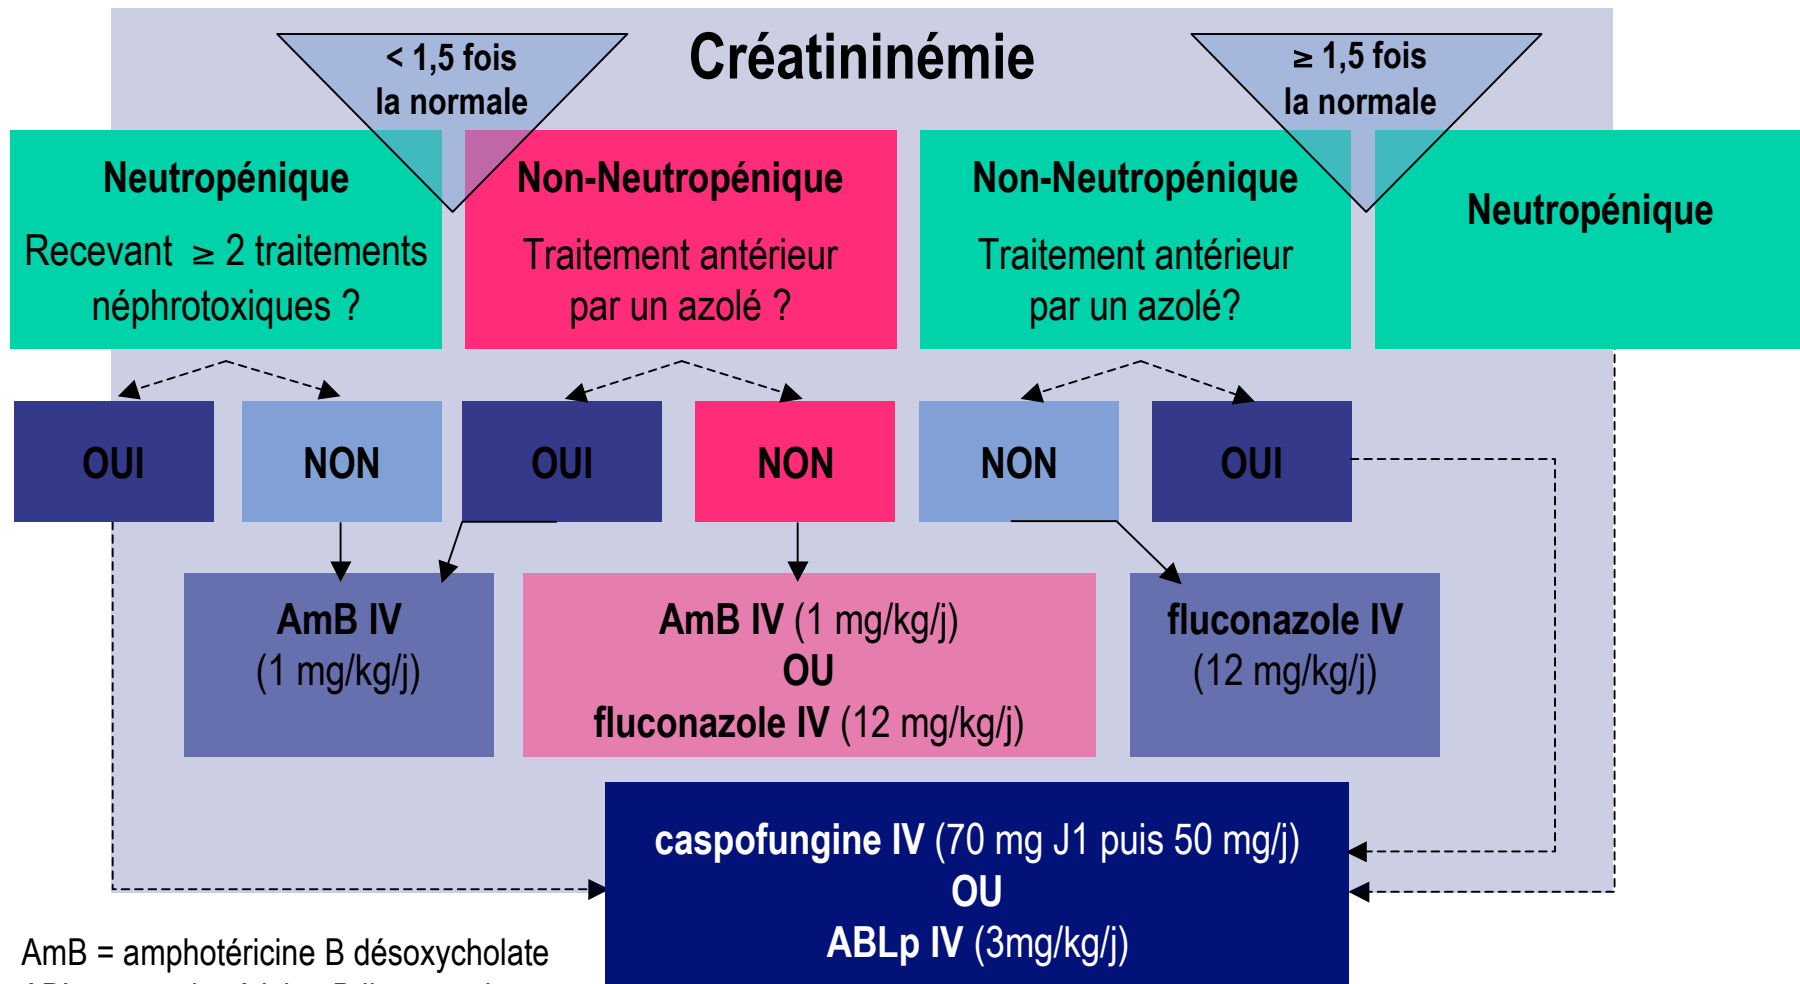 Créatininémie
< 1,5 fois
la normale
≥ 1,5 fois
la normale
Neutropénique
Recevant ≥ 2 traitements
néphrotoxiques ?
Non-Neutropénique
Traitement antérieur
par un azolé ?
Non-Neutropénique
Traitement antérieur
par un azolé?
Neutropénique
OUI
NON
OUI
NON
NON
OUI
AmB IV
(1 mg/kg/j)
AmB IV (1 mg/kg/j)
OU
fluconazole IV (12 mg/kg/j)
fluconazole IV
(12 mg/kg/j)
caspofungine IV (70 mg J1 puis 50 mg/j)
OU
ABLp IV (3mg/kg/j)
AmB = amphotéricine B désoxycholate